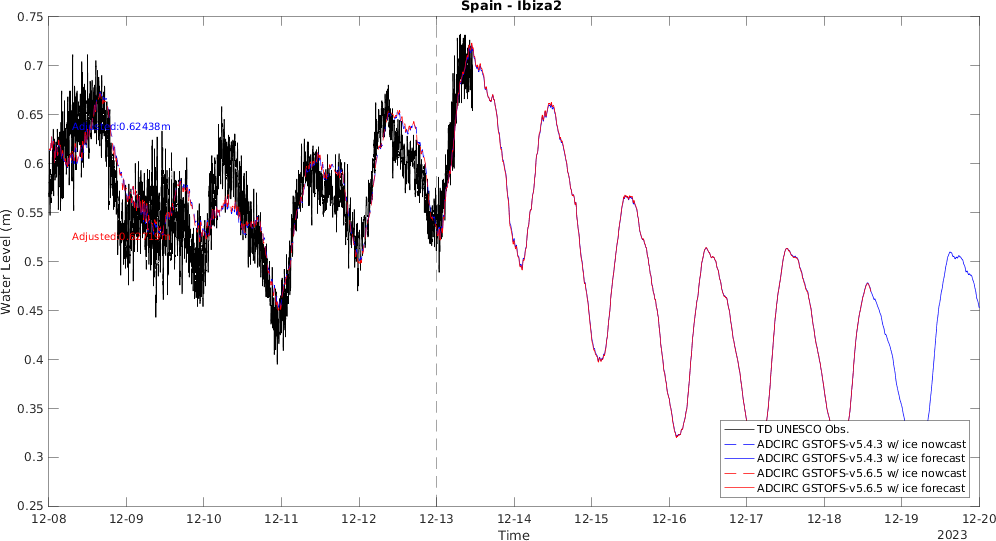 Spain - Ibiza2
0.75
0.7
0.65
0.6
0.55
0.5
0.45
0.4
0.35
0.3
0.25
Water Level (m)
Adjusted:0.62438m
Adjusted
TD UNESCO Obs.
ADCIRC GSTOFS-v5.4.3 w/ ice nowcast
ADCIRC GSTOFS-v5.4.3 w/ ice forecast
ADCIRC GSTOFS-v5.6.5 w/ ice nowcast
ADCIRC GSTOFS-v5.6.5 w/ ice forecast
12-08 12-09 12-10 12-11 12-12 12-13 12-14 12-15 12-16 12-17 12-18 12-19 12-20
Time
2023